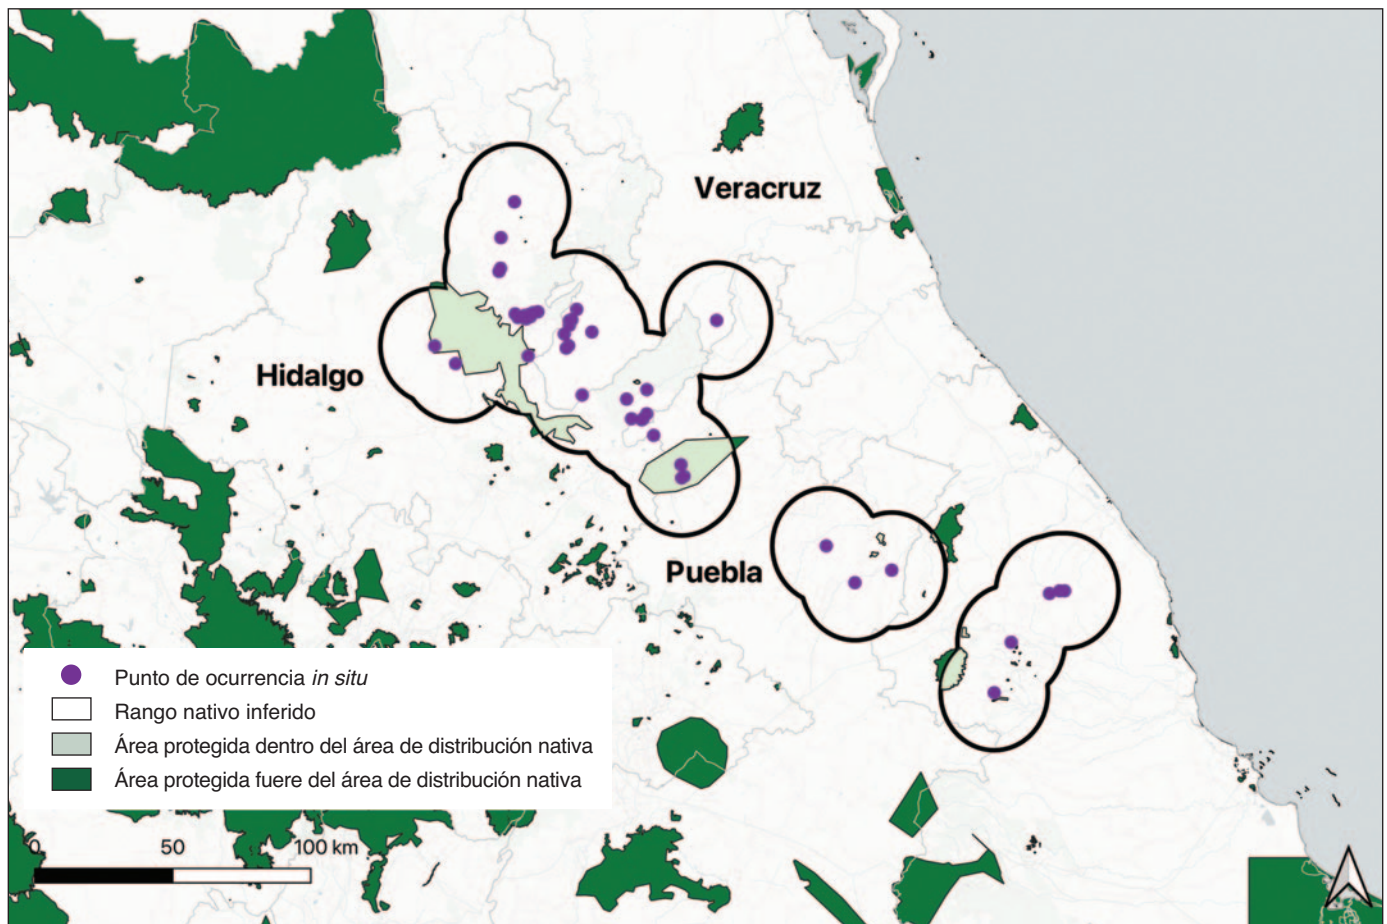 Veracruz
Hidalgo
Puebla
Punto de ocurrencia in situ
Rango nativo inferido
Área protegida dentro del área de distribución nativa
Área protegida fuere del área de distribución nativa
0 50 100 km